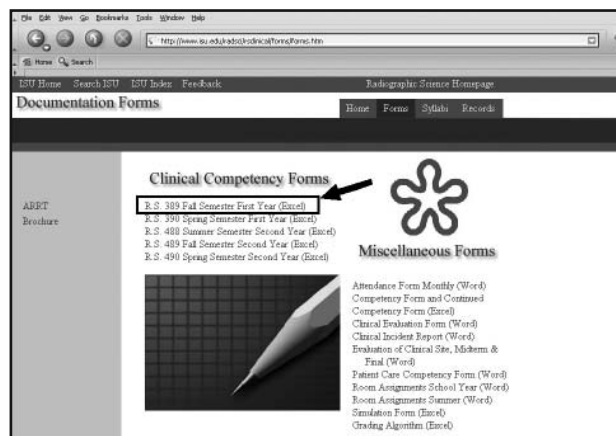 File Edit View Go Bookmarks Tools Window Help
http://www.isu.edu/radsci/rsclinical/forms/forms.htm
Home Search
ISU Home Search ISU ISU Index Feedback Radiographic Science Homepage
Documentation Forms
Home Forms Syllabi Records
Clinical Competency Forms
ARRT
Brochure
R.S. 389 Fall Semester First Year (Excel)
R.S. 390 Spring Semester First Year (Excel)
R.S. 488 Summer Semester Second Year (Excel)
R.S. 489 Fall Semester Second Year (Excel)
R.S. 490 Spring Semester Second Year (Excel)
Miscellaneous Forms
Attendance Form Monthly (Word)
Competency Form and Continued
Competency Form (Excel)
Clinical Evaluation Form (Word)
Clinical Incident Report (Word)
Evaluation of Clinical Site, Midterm &
Final (Word)
Patient Care Competency Form (Word)
Room Assignments School Year (Word)
Room Assignments Summer (Word)
Simulation Form (Excel)
Grading Algorithm (Excel)